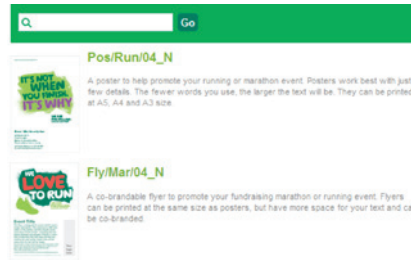 Go
Pos/Run/04_N
A poster to help promote your running or marathon event. Posters work best with just
few details. The fewer words you use, the larger the text will be. They can be printed
at A5, A4 and A3 size
IT'S NOT
WHEN
YOU FINISH,
IT'S WHY
Fly/Mar/04_N
A co-brandable flyer to promote your fundraising marathon or running event. Flyers
can be printed at the same size as posters, but have more space for your text and ca
be co-branded.
WE
LOVE
TO RUN
Event Title